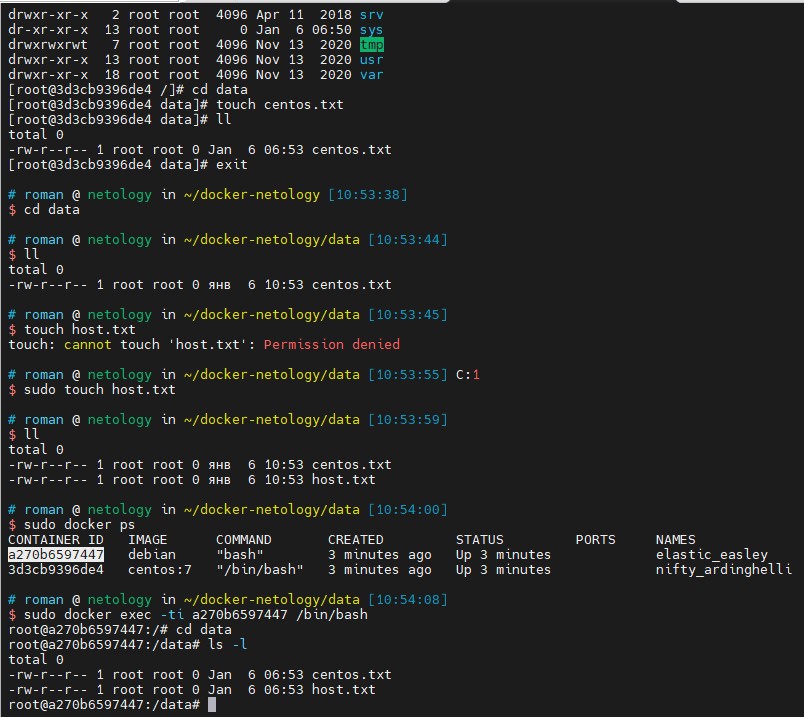 drwxr-xr-x   2 root root  4096 Apr 11  2018 srv
dr-xr-xr-x  13 root root     0 Jan  6 06:50 sys
drwxrwxrwt   7 root root  4096 Nov 13  2020 tmp
drwxr-xr-x  13 root root  4096 Nov 13  2020 usr
drwxr-xr-x  18 root root  4096 Nov 13  2020 var
[root@3d3cb9396de4 /]# cd data
[root@3d3cb9396de4 data]# touch centos.txt
[root@3d3cb9396de4 data]# ll
total 0
-rw-r--r-- 1 root root 0 Jan  6 06:53 centos.txt
[root@3d3cb9396de4 data]# exit
# roman @ netology in ~/docker-netology [10:53:38]
$ cd data
# roman @ netology in ~/docker-netology/data [10:53:44]
$ ll
total 0
-rw-r--r-- 1 root root 0 янв  6 10:53 centos.txt
# roman @ netology in ~/docker-netology/data [10:53:45]
$ touch host.txt
touch: cannot touch 'host.txt': Permission denied
# roman @ netology in ~/docker-netology/data [10:53:55] C:1
$ sudo touch host.txt
# roman @ netology in ~/docker-netology/data [10:53:59]
$ ll
total 0
-rw-r--r-- 1 root root 0 янв  6 10:53 centos.txt
-rw-r--r-- 1 root root 0 янв  6 10:53 host.txt
# roman @ netology in ~/docker-netology/data [10:54:00]
$ sudo docker ps
CONTAINER ID   IMAGE      COMMAND       CREATED         STATUS         PORTS     NAMES
a270b6597447   debian     "bash"        3 minutes ago   Up 3 minutes             elastic_easley
3d3cb9396de4   centos:7   "/bin/bash"   3 minutes ago   Up 3 minutes             nifty_ardinghelli
# roman @ netology in ~/docker-netology/data [10:54:08]
$ sudo docker exec -ti a270b6597447 /bin/bash
root@a270b6597447:/# cd data
root@a270b6597447:/data# ls -l
total 0
-rw-r--r-- 1 root root 0 Jan  6 06:53 centos.txt
-rw-r--r-- 1 root root 0 Jan  6 06:53 host.txt
root@a270b6597447:/data#